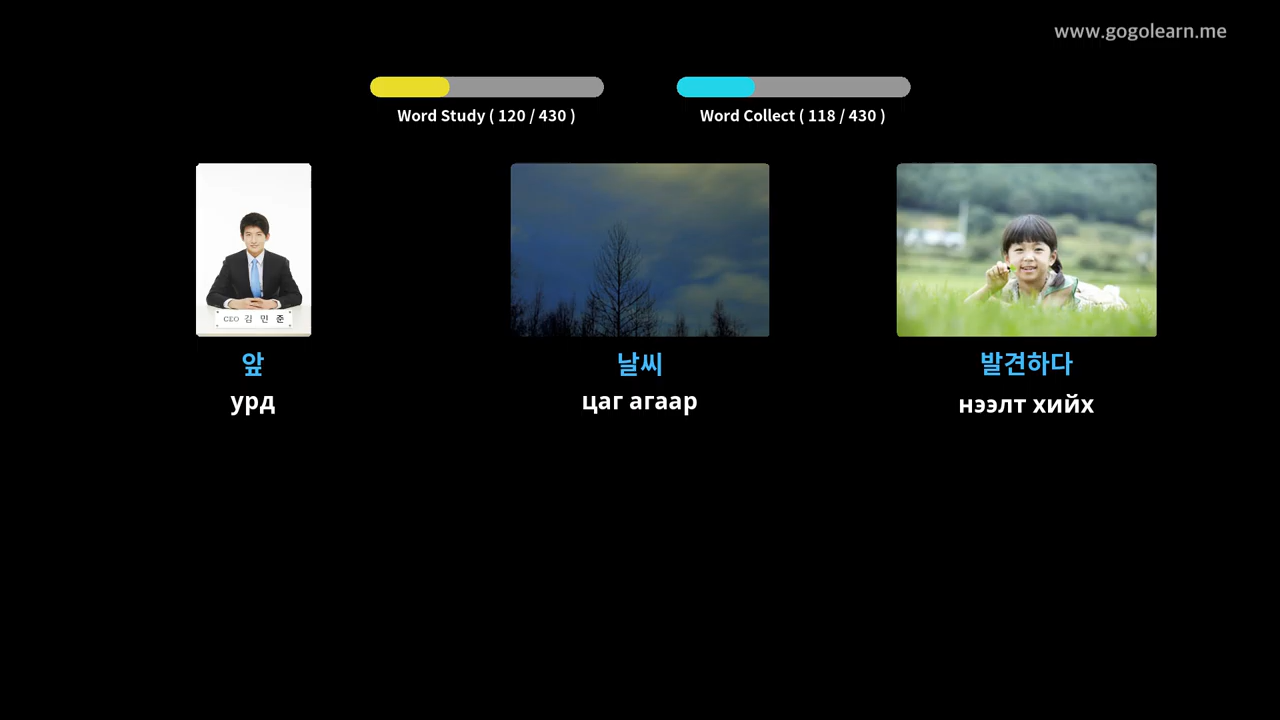 www.gogolearn.me
Word Study ( 120 / 430 )
Word Collect ( 118 / 430 )
CEO 김 민 준
앞
날씨
발견하다
урд
цаг агаар
нээлт хийх